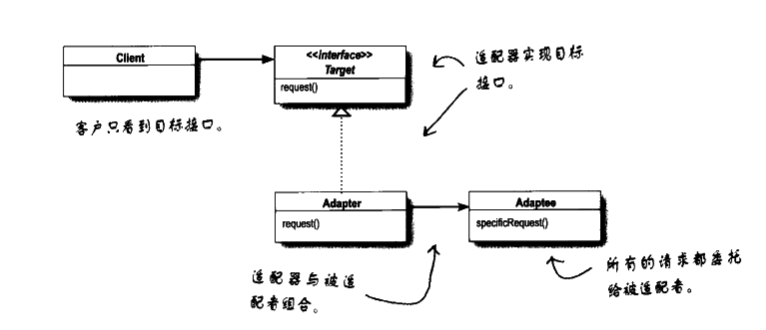 Client
<<interface>>
Target
request()
适配器实现目标
接口。
客户只看到目标接口。
Adapter
request()
Adaptee
specificRequest()
适配器与被适
配者组合。
所有的请求都委托
给被适配者。